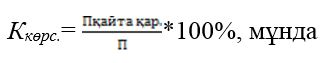 Ккөрс.= Пқайта қар. / П *100%, мұнда